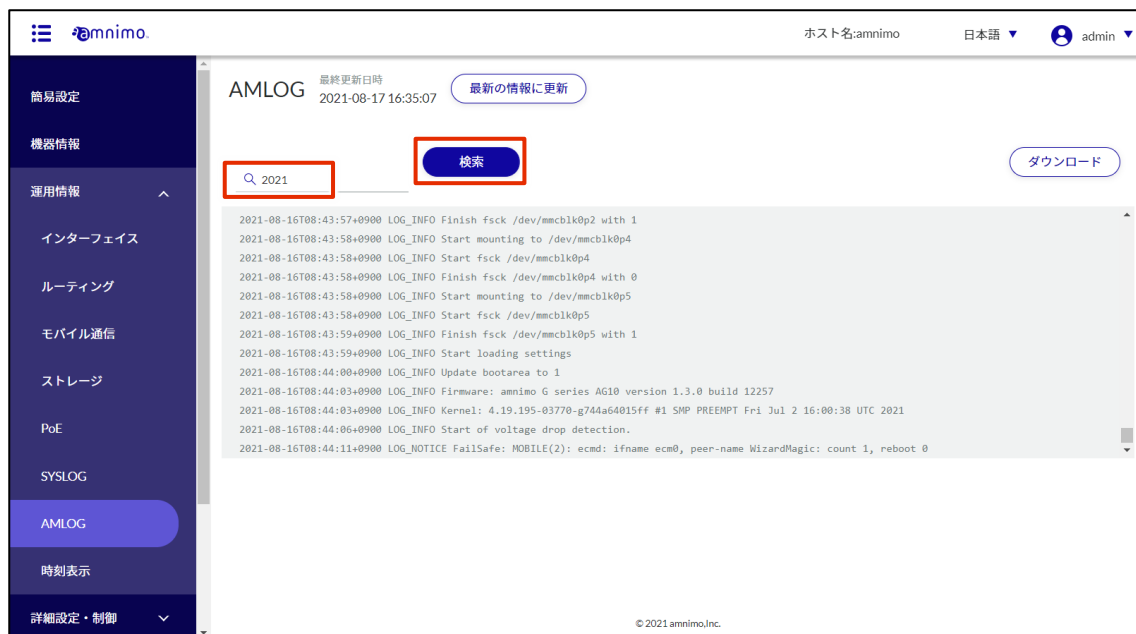 amnimo.
ホスト名:amnimo
日本語 ▼
admin ▼
簡易設定
機器情報
運用情報
インターフェイス
ルーティング
モバイル通信
ストレージ
PoE
SYSLOG
AMLOG
時刻表示
詳細設定・制御
AMLOG
最終更新日時
2021-08-17 16:35:07
最新の情報に更新
2021
検索
ダウンロード
2021-08-16T08:43:57+0900 LOG_INFO Finish fsck /dev/mmcblk0p2 with 1
2021-08-16T08:43:58+0900 LOG_INFO Start mounting to /dev/mmcblk0p4
2021-08-16T08:43:58+0900 LOG_INFO Start fsck /dev/mmcblk0p4
2021-08-16T08:43:58+0900 LOG_INFO Finish fsck /dev/mmcblk0p4 with 0
2021-08-16T08:43:58+0900 LOG_INFO Start mounting to /dev/mmcblk0p5
2021-08-16T08:43:58+0900 LOG_INFO Start fsck /dev/mmcblk0p5
2021-08-16T08:43:59+0900 LOG_INFO Finish fsck /dev/mmcblk0p5 with 1
2021-08-16T08:43:59+0900 LOG_INFO Start loading settings
2021-08-16T08:44:00+0900 LOG_INFO Update bootarea to 1
2021-08-16T08:44:03+0900 LOG_INFO Firmware: amnimo G series AG10 version 1.3.0 build 12257
2021-08-16T08:44:03+0900 LOG_INFO Kernel: 4.19.195-03770-g744a64015ff #1 SMP PREEMPT Fri Jul 2 16:00:38 UTC 2021
2021-08-16T08:44:06+0900 LOG_INFO Start of voltage drop detection.
2021-08-16T08:44:11+0900 LOG_NOTICE FailSafe: MOBILE(2): ecmd: ifname ecm0, peer-name WizardMagic: count 1, reboot 0
© 2021 amnimo,Inc.